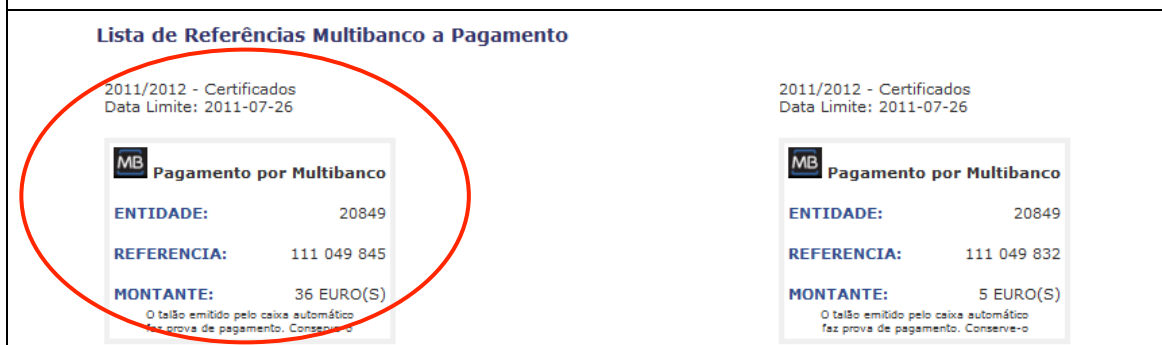 Lista de Referências Multibanco a Pagamento
2011/2012 - Certificados
Data Limite: 2011-07-26
MB Pagamento por Multibanco
ENTIDADE: 20849
REFERENCIA: 111 049 845
MONTANTE: 36 EURO(S)
O talão emitido pelo caixa automático
faz prova de pagamento. Conserve-o
2011/2012 - Certificados
Data Limite: 2011-07-26
MB Pagamento por Multibanco
ENTIDADE: 20849
REFERENCIA: 111 049 832
MONTANTE: 5 EURO(S)
O talão emitido pelo caixa automático
faz prova de pagamento. Conserve-o